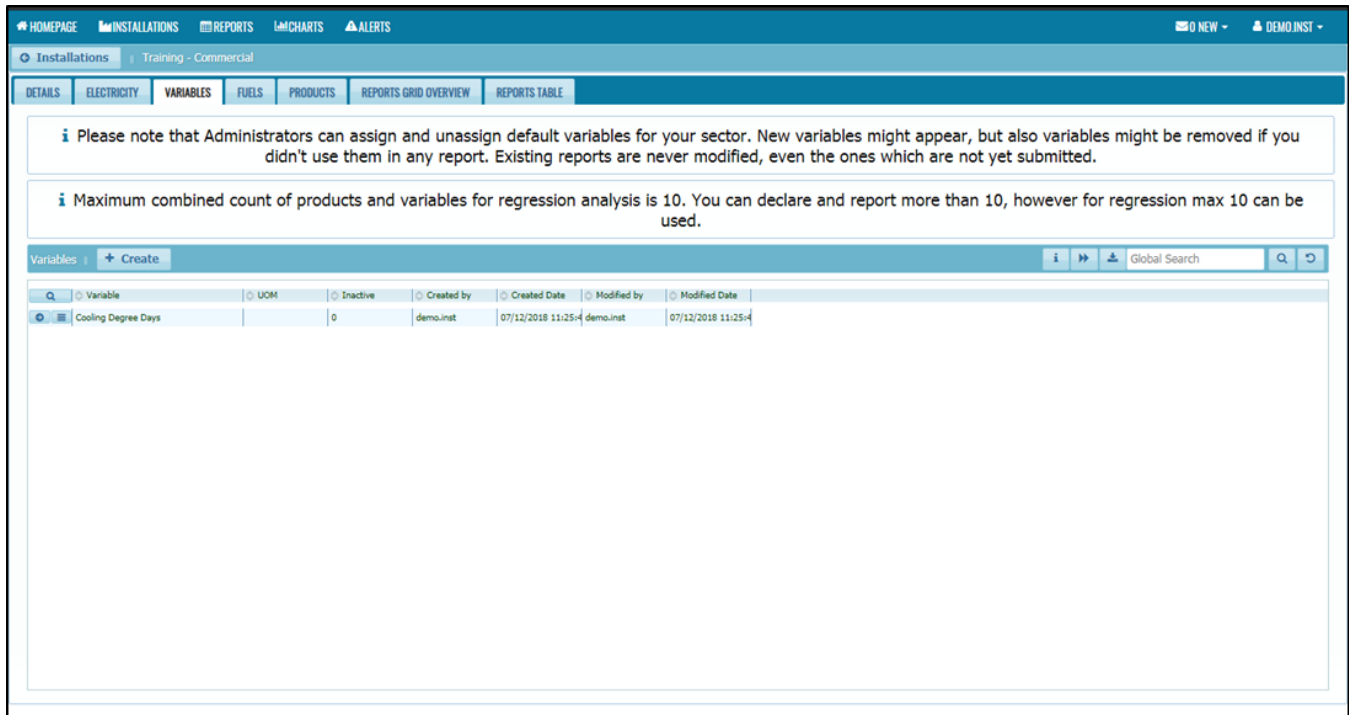 HOMEPAGE INSTALLATIONS REPORTS CHARTS ALERTS 0 NEW DEMO.INST
Installations Training - Commercial
DETAILS ELECTRICITY VARIABLES FUELS PRODUCTS REPORTS GRID OVERVIEW REPORTS TABLE
Please note that Administrators can assign and unassign default variables for your sector. New variables might appear, but also variables might be removed if you
didn't use them in any report. Existing reports are never modified, even the ones which are not yet submitted.
Maximum combined count of products and variables for regression analysis is 10. You can declare and report more than 10, however for regression max 10 can be
used.
Variables + Create i Global Search
Variable UOM Inactive Created by Created Date Modified by Modified Date
Cooling Degree Days 0 demo.inst 07/12/2018 11:25:4 demo.inst 07/12/2018 11:25:4